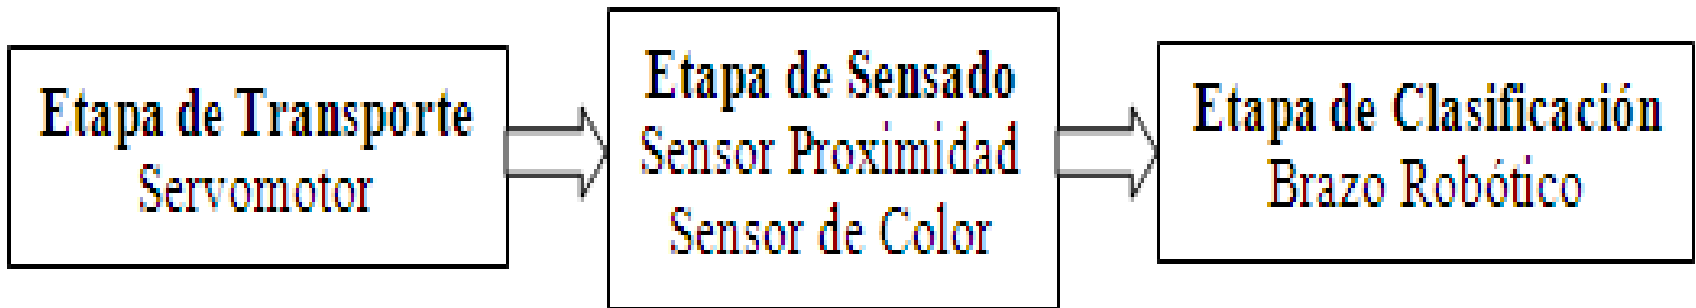 Etapa de Transporte
Servomotor
Etapa de Sensado
Sensor Proximidad
Sensor de Color
Etapa de Clasificación
Brazo Robótico